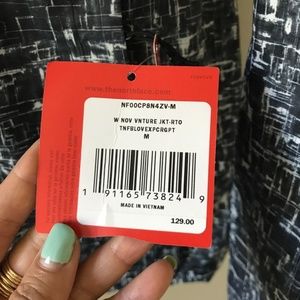 www.thenorthface.com
NF00CP8N4ZV-M
W NOV VNTURE JKT-RTO
TNFBLOVEXPCRGPT
M
1 91165 73824 9
MADE IN VIETNAM
129.00